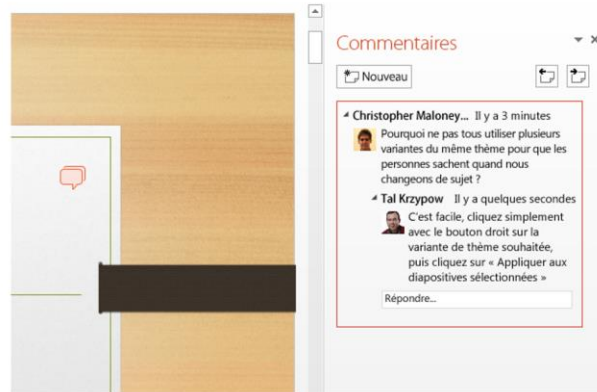 Commentaires
Nouveau
Christopher Maloney... Il y a 3 minutes
Pourquoi ne pas tous utiliser plusieurs
variantes du même thème pour que les
personnes sachent quand nous
changeons de sujet ?
Tal Krzypow Il y a quelques secondes
C'est facile, cliquez simplement
avec le bouton droit sur la
variante de thème souhaitée,
puis cliquez sur « Appliquer aux
diapositives sélectionnées »
Répondre...